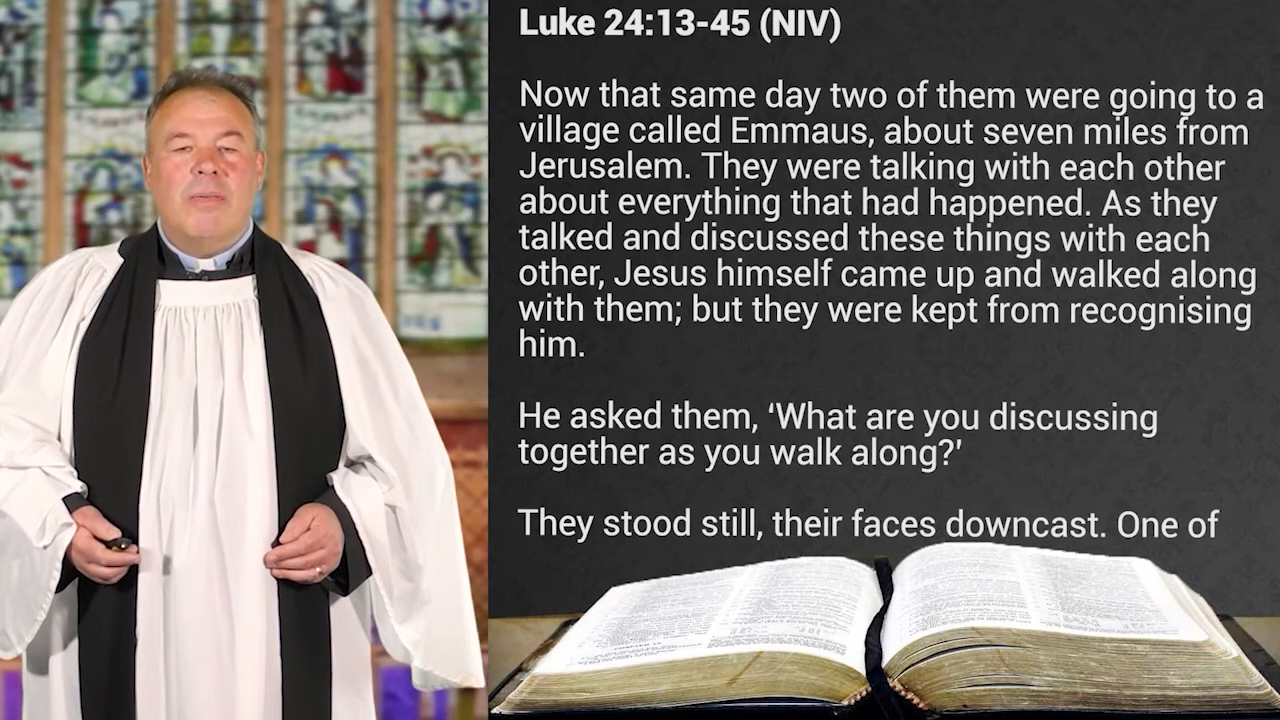 Luke 24:13-45 (NIV)
Now that same day two of them were going to a
village called Emmaus, about seven miles from
Jerusalem. They were talking with each other
about everything that had happened. As they
talked and discussed these things with each
other, Jesus himself came up and walked along
with them; but they were kept from recognising
him.
He asked them, ‘What are you discussing
together as you walk along?’
They stood still, their faces downcast. One of